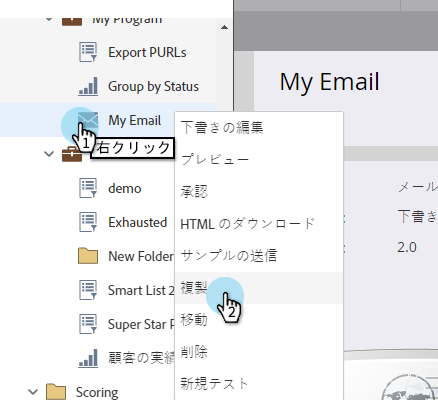 My Program
Export PURLs
Group by Status
My Email
1
右クリック
demo
Exhausted
New Folder
Smart List 2
Super Star P
顧客の実績
Scoring
下書きの編集
プレビュー
承認
HTML のダウンロード
サンプルの送信
複製
2
移動
削除
新規テスト
My Email
メール
下書き
2.0